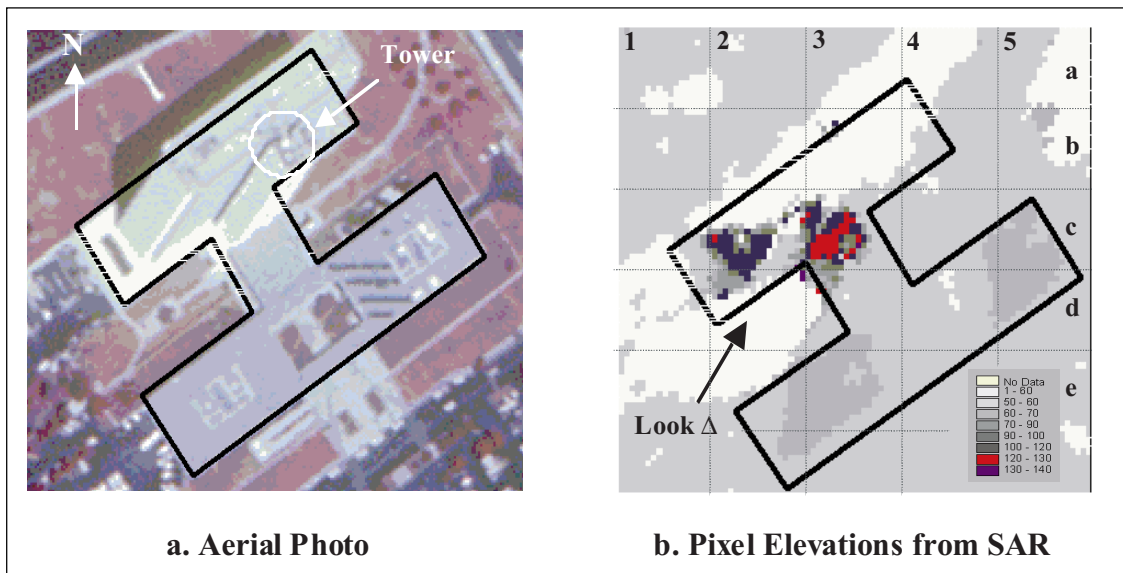 N
Tower
1 2 3 4 5
a
b
c
d
e
Look Δ
No Data
1 - 60
50 - 60
60 - 70
70 - 90
90 - 100
100 - 120
120 - 130
130 - 140
a. Aerial Photo
b. Pixel Elevations from SAR